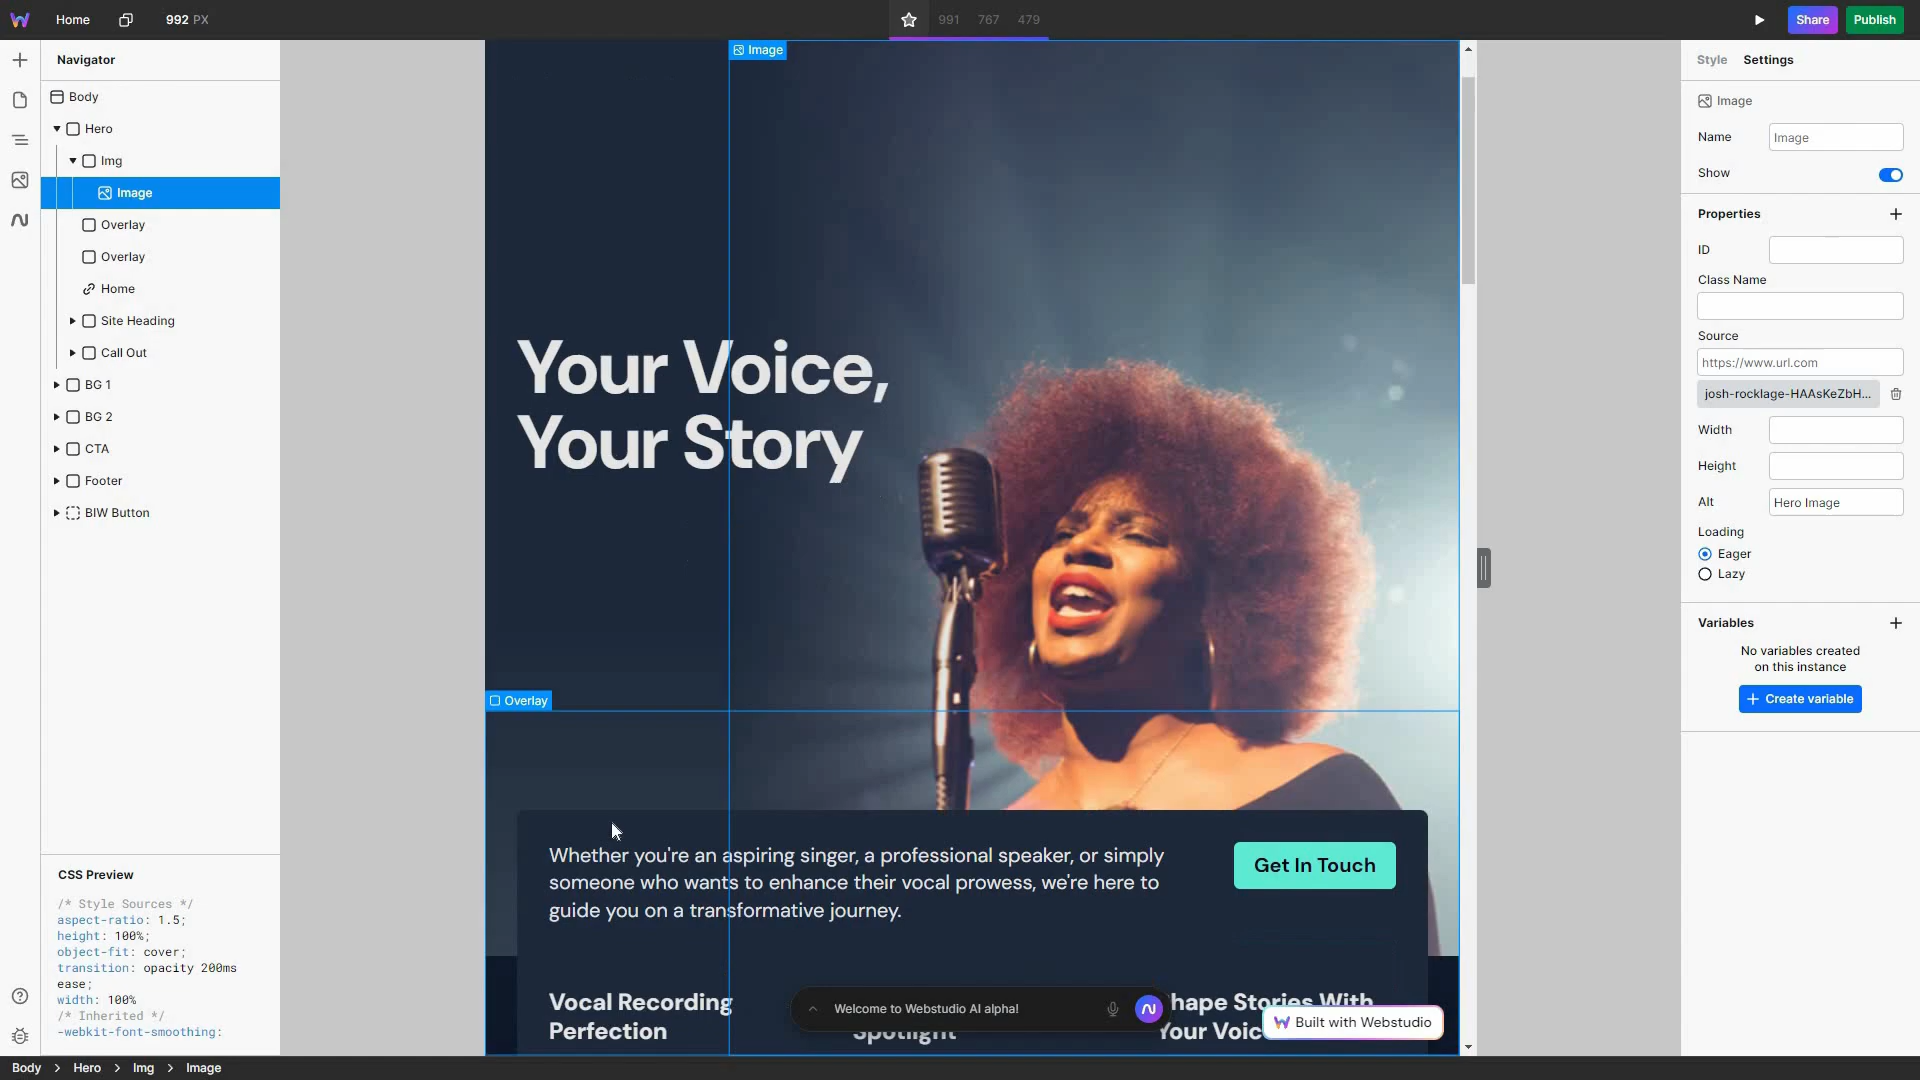 Home
992 PX
991 767 479
Share
Publish
Navigator
Body
Hero
Img
Image
Overlay
Overlay
Home
Site Heading
Call Out
BG 1
BG 2
CTA
Footer
BIW Button
CSS Preview
/* Style Sources */
aspect-ratio: 1.5;
height: 100%;
object-fit: cover;
transition: opacity 200ms
ease;
width: 100%
/* Inherited */
-webkit-font-smoothing:
Image
Your Voice,
Your Story
Overlay
Whether you're an aspiring singer, a professional speaker, or simply
someone who wants to enhance their vocal prowess, we're here to
guide you on a transformative journey.
Get In Touch
Vocal Recording
Perfection
Spotlight
Shape Stories With
Your Voic
Welcome to Webstudio AI alpha!
Built with Webstudio
Style Settings
Image
Name Image
Show
Properties
ID
Class Name
Source
https://www.url.com
josh-rocklage-HAAsKeZbH...
Width
Height
Alt Hero Image
Loading
Eager
Lazy
Variables
No variables created
on this instance
Create variable
Body > Hero > Img > Image